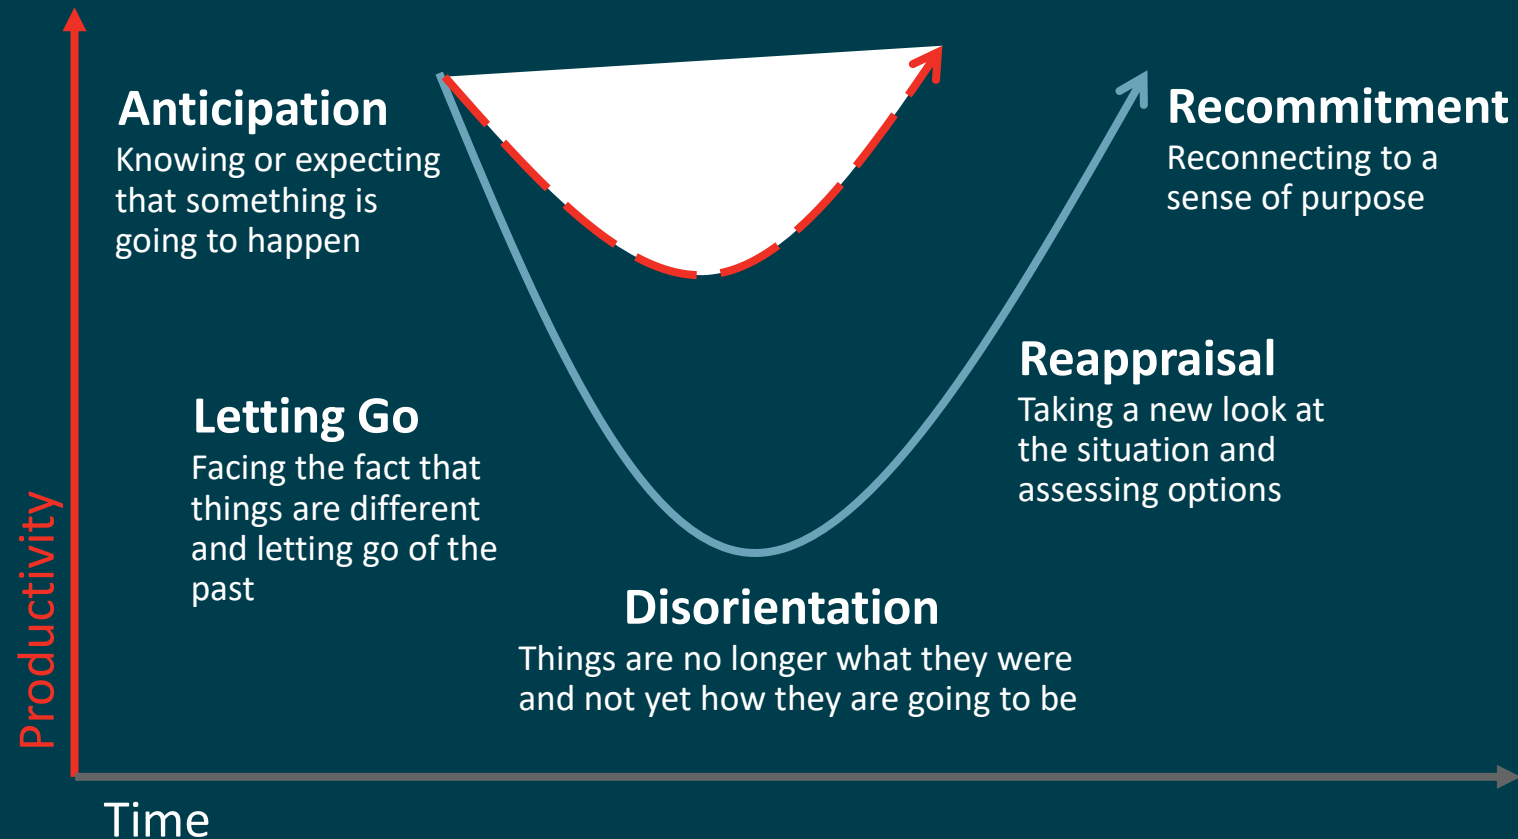 Anticipation
Knowing or expecting
that something is
going to happen
Letting Go
Facing the fact that
things are different
and letting go of the
past
Disorientation
Things are no longer what they were
and not yet how they are going to be
Reappraisal
Taking a new look at
the situation and
assessing options
Recommitment
Reconnecting to a
sense of purpose
Productivity
Time